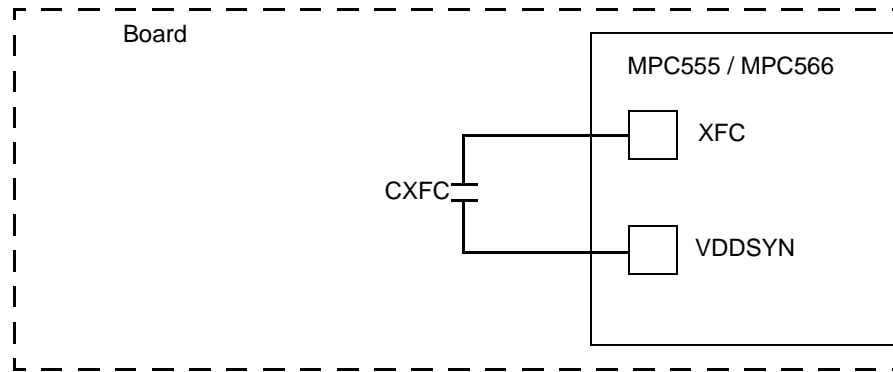 Board
MPC555 / MPC566
XFC
CXFC
VDDSYN